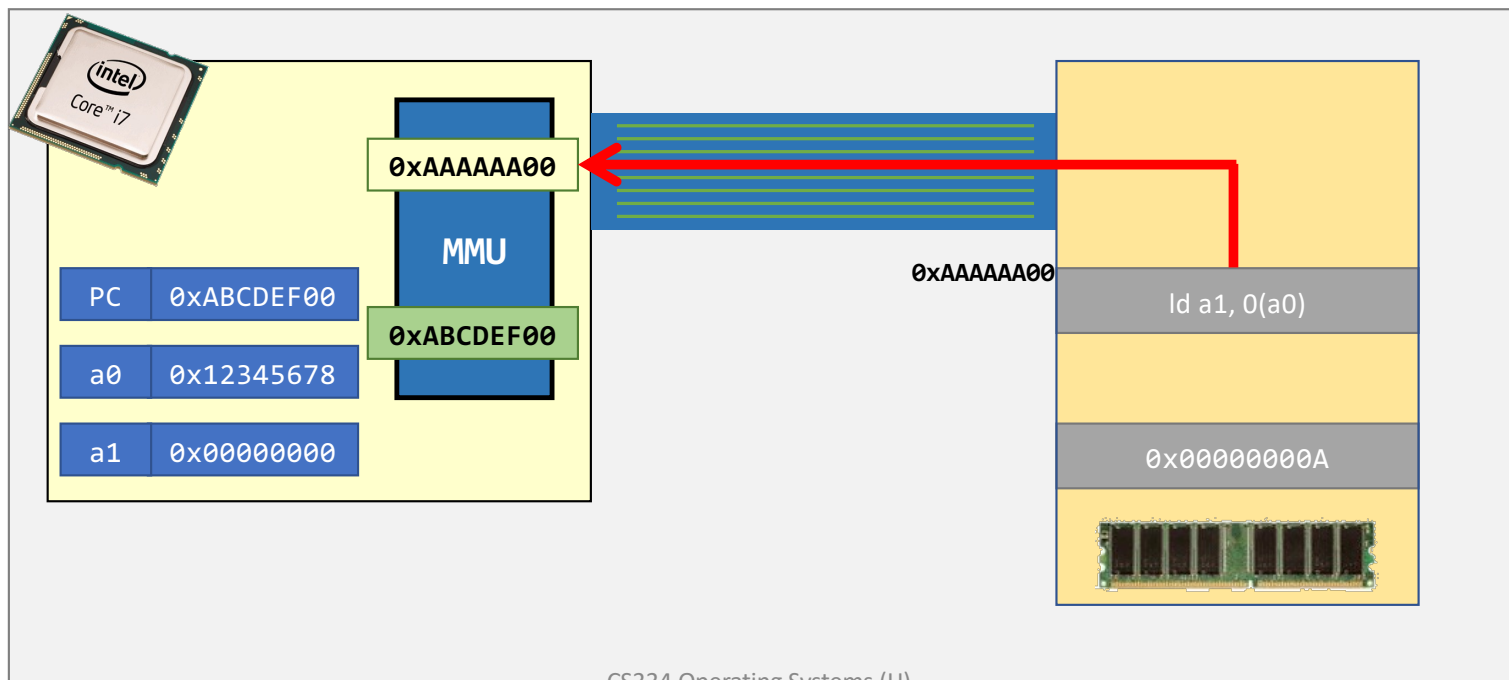 intel
Core™ i7
0xAAAAAA00
MMU
0xAAAAAA00
PC 0xABCDEF00
ld a1, 0(a0)
0xABCDEF00
a0 0x12345678
a1 0x00000000
0x00000000A